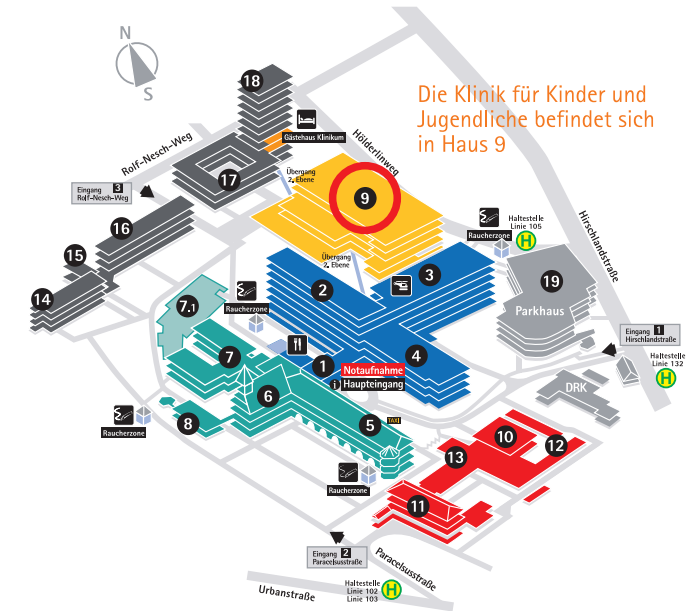 N
S
Die Klinik für Kinder und
Jugendliche befindet sich
in Haus 9
18
Gästehaus Klinikum
Hölderlinweg
Rolf-Nesch-Weg
Übergang
2. Ebene
17
9
Eingang 3
Rolf-Nesch-Weg
16
Raucherzone
Haltestelle
Linie 105
H
Hirschlandstraße
15
14
Übergang
2. Ebene
2
3
19
Parkhaus
7.1
Raucherzone
Eingang 1
Hirschlandstraße
7
1
4
Notaufnahme
i Haupteingang
Haltestelle
Linie 132
H
DRK
6
5
TAXI
8
Raucherzone
10
12
13
Raucherzone
11
Eingang 2
Paracelsusstraße
Paracelsusstraße
Urbanstraße
Haltestelle
Linie 102
Linie 103
H